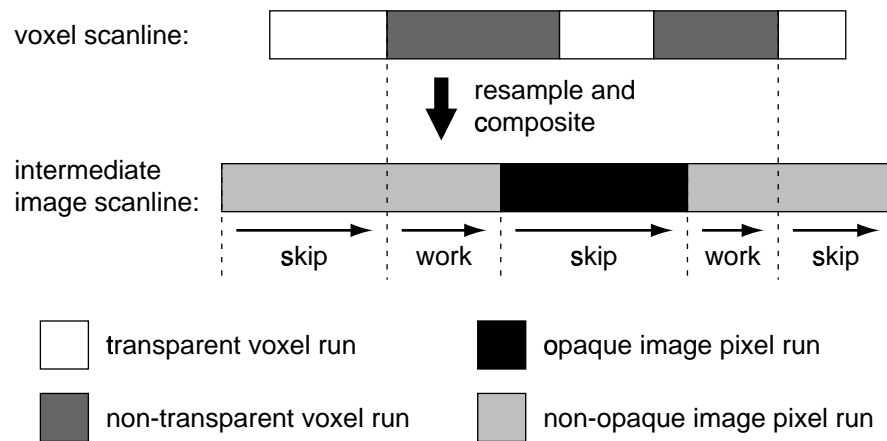 voxel scanline:
resample and
composite
intermediate
image scanline:
skip
work
skip
work
skip
transparent voxel run
opaque image pixel run
non-transparent voxel run
non-opaque image pixel run